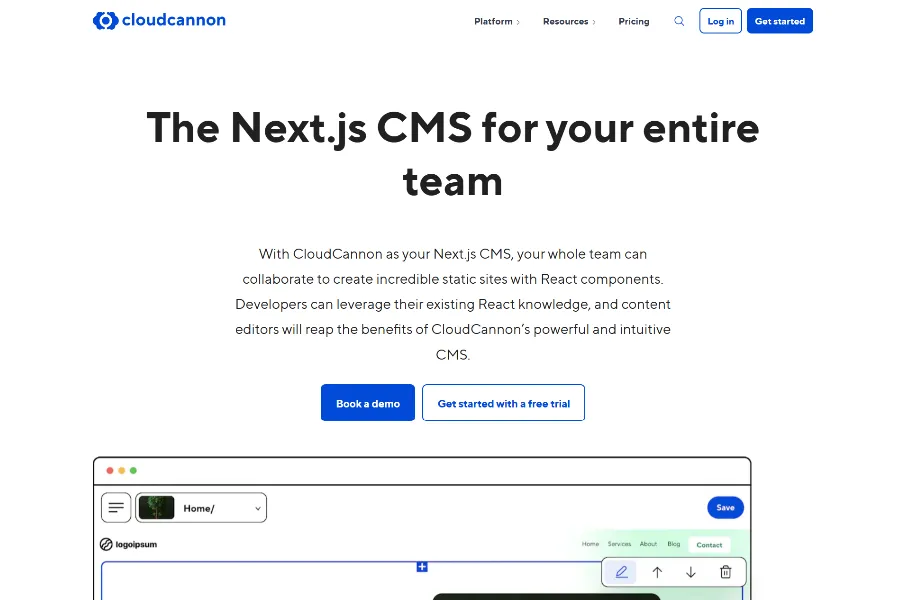 cloudcannon
Platform
Resources
Pricing
Log in
Get started
The Next.js CMS for your entire
team
With CloudCannon as your Next.js CMS, your whole team can
collaborate to create incredible static sites with React components.
Developers can leverage their existing React knowledge, and content
editors will reap the benefits of CloudCannon’s powerful and intuitive
CMS.
Book a demo
Get started with a free trial
Home/
Save
logoipsum
Home
Services
About
Blog
Contact